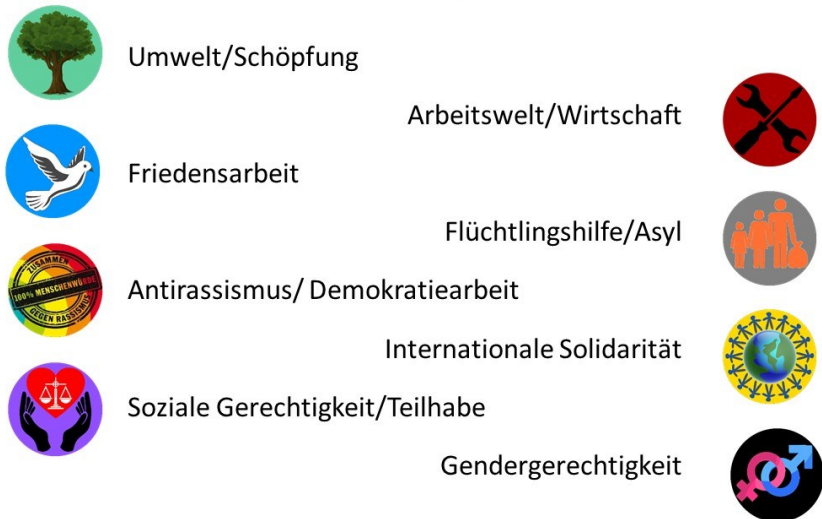 Umwelt/Schöpfung
Arbeitswelt/Wirtschaft
Friedensarbeit
Flüchtlingshilfe/Asyl
ZUSAMMEN
100% MENSCHENWÜRDE
GEGEN RASSISMUS
Antirassismus/ Demokratiearbeit
Internationale Solidarität
Soziale Gerechtigkeit/Teilhabe
Gendergerechtigkeit